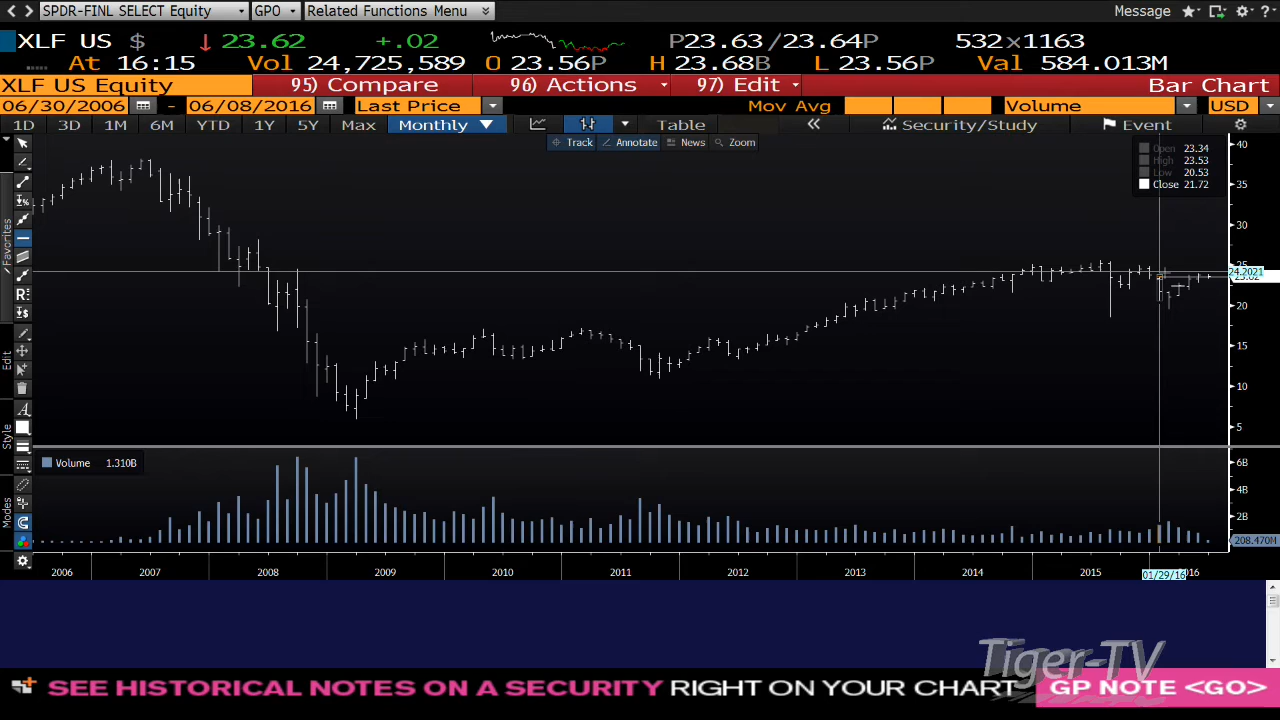 SPDR-FINL SELECT Equity GPO Related Functions Menu Message
XLF US $ 23.62 +.02 P23.63/23.64P 532x1163
At 16:15 Vol 24,725,589 O 23.56P H 23.68B L 23.56P Val 584.013M
XLF US Equity 95) Compare 96) Actions 97) Edit Bar Chart
06/30/2006 - 06/08/2016 Last Price Mov Avg Volume USD
1D 3D 1M 6M YTD 1Y 5Y Max Monthly Table Security/Study Event
Track Annotate News Zoom
Open 23.34
High 23.53
Low 20.53
Close 21.72
40
35
30
25
24.2021
20
15
10
5
Favorites
Edit
Style
Modes
Volume 1.310B
6B
4B
2B
208.470M
2006 2007 2008 2009 2010 2011 2012 2013 2014 2015 01/29/16
Tiger-TV
SEE HISTORICAL NOTES ON A SECURITY RIGHT ON YOUR CHART GP NOTE <GO>